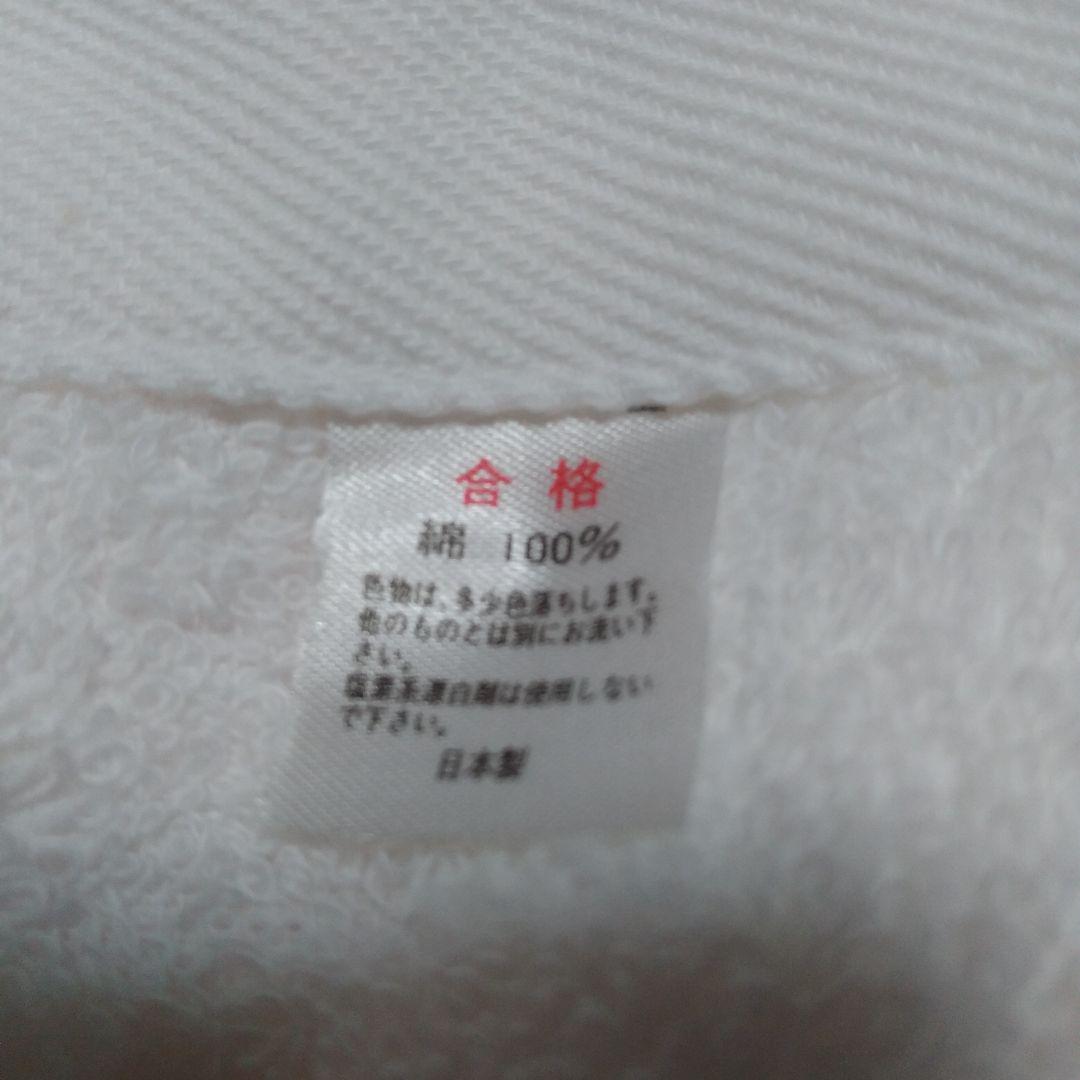 合格
綿 100%
色物は、多少色落ちします。
他のものとは別にお洗い下
さい。
塩素系漂白剤は使用しない
で下さい。
日本製